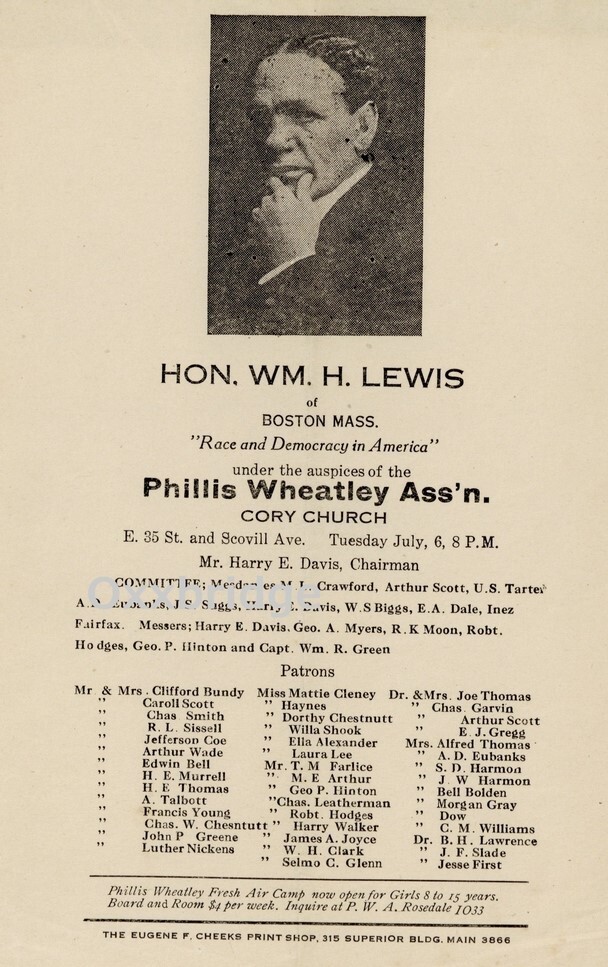 HON. WM. H. LEWIS
of
BOSTON MASS.
"Race and Democracy in America"
under the auspices of the
Phillis Wheatley Ass'n.
CORY CHURCH
E. 35 St. and Scovill Ave. Tuesday July, 6, 8 P.M.
Mr. Harry E. Davis, Chairman
COMMITTEE; Mesdames M.L. Crawford, Arthur Scott, U.S. Tarter
A.D. Eubanks, J.S. Suggs, Harry E. Davis, W.S Biggs, E.A. Dale, Inez
Fairfax. Messers; Harry E. Davis, Geo. A. Myers, R.K Moon, Robt.
Hodges, Geo. P. Hinton and Capt. Wm. R. Green
Oxxbridge
Patrons
Mr & Mrs. Clifford Bundy Miss Mattie Cleney Dr. &Mrs. Joe Thomas
" Caroll Scott " Haynes " Chas. Garvin
" Chas Smith " Dorthy Chestnutt " Arthur Scott
" R. L. Sissell " Willa Shook " E. J. Gregg
" Jefferson Coe " Ella Alexander Mrs. Alfred Thomas
" Arthur Wade " Laura Lee " A. D. Eubanks
" Edwin Bell Mr. T. M Farlice " S. D. Harmon
" H. E. Murrell " M. E Arthur " J. W Harmon
" H. E Thomas " Geo P. Hinton " Bell Bolden
" A. Talbott "Chas. Leatherman " Morgan Gray
" Francis Young " Robt. Hodges " Dow
" Chas. W. Chesntutt " Harry Walker " C. M. Williams
" John P Greene " James A. Joyce Dr. B. H. Lawrence
" Luther Nickens " W. H. Clark " J. F. Slade
" Selmo C. Glenn " Jesse First
Phillis Wheatley Fresh Air Camp now open for Girls 8 to 15 years.
Board and Room $4 per week. Inquire at P. W. A. Rosedale 1033
THE EUGENE F. CHEEKS PRINT SHOP, 315 SUPERIOR BLDG. MAIN 3866